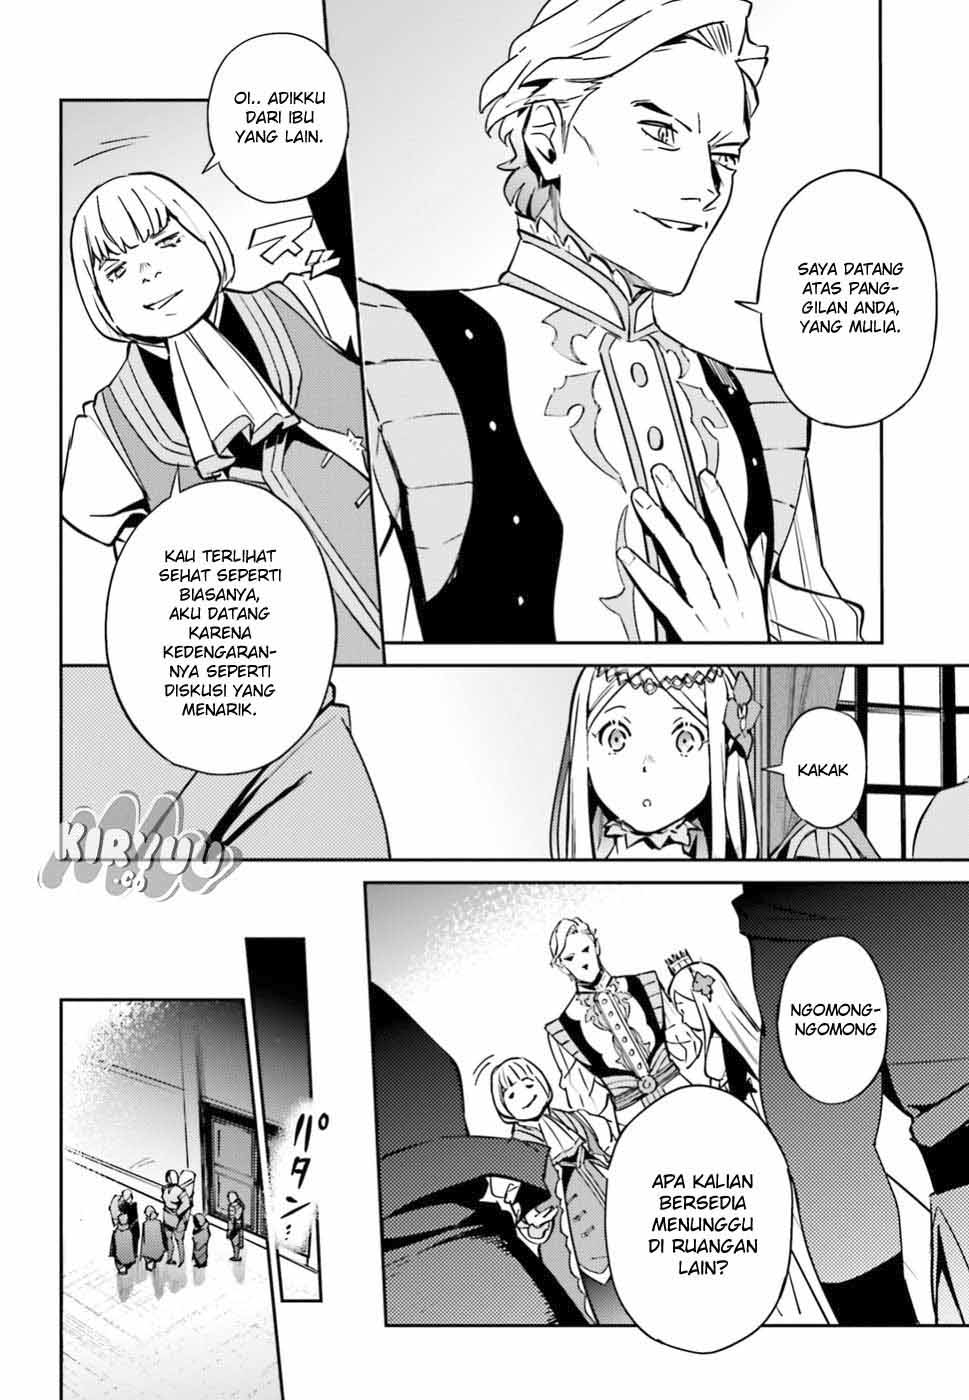 SAYA DATANG
ATAS PANG-
GILAN ANDA,
YANG MULIA.
OI.. ADIKKU
DARI IBU
YANG LAIN.
KAU TERLIHAT
SEHAT SEPERTI
BIASANYA,
AKU DATANG
KARENA
KEDENGARAN-
NYA SEPERTI
DISKUSI YANG
MENARIK.
KAKAK
KIRYUU
.CO
NGOMONG-
NGOMONG
APA KALIAN
BERSEDIA
MENUNGGU
DI RUANGAN
LAIN?
パタン…